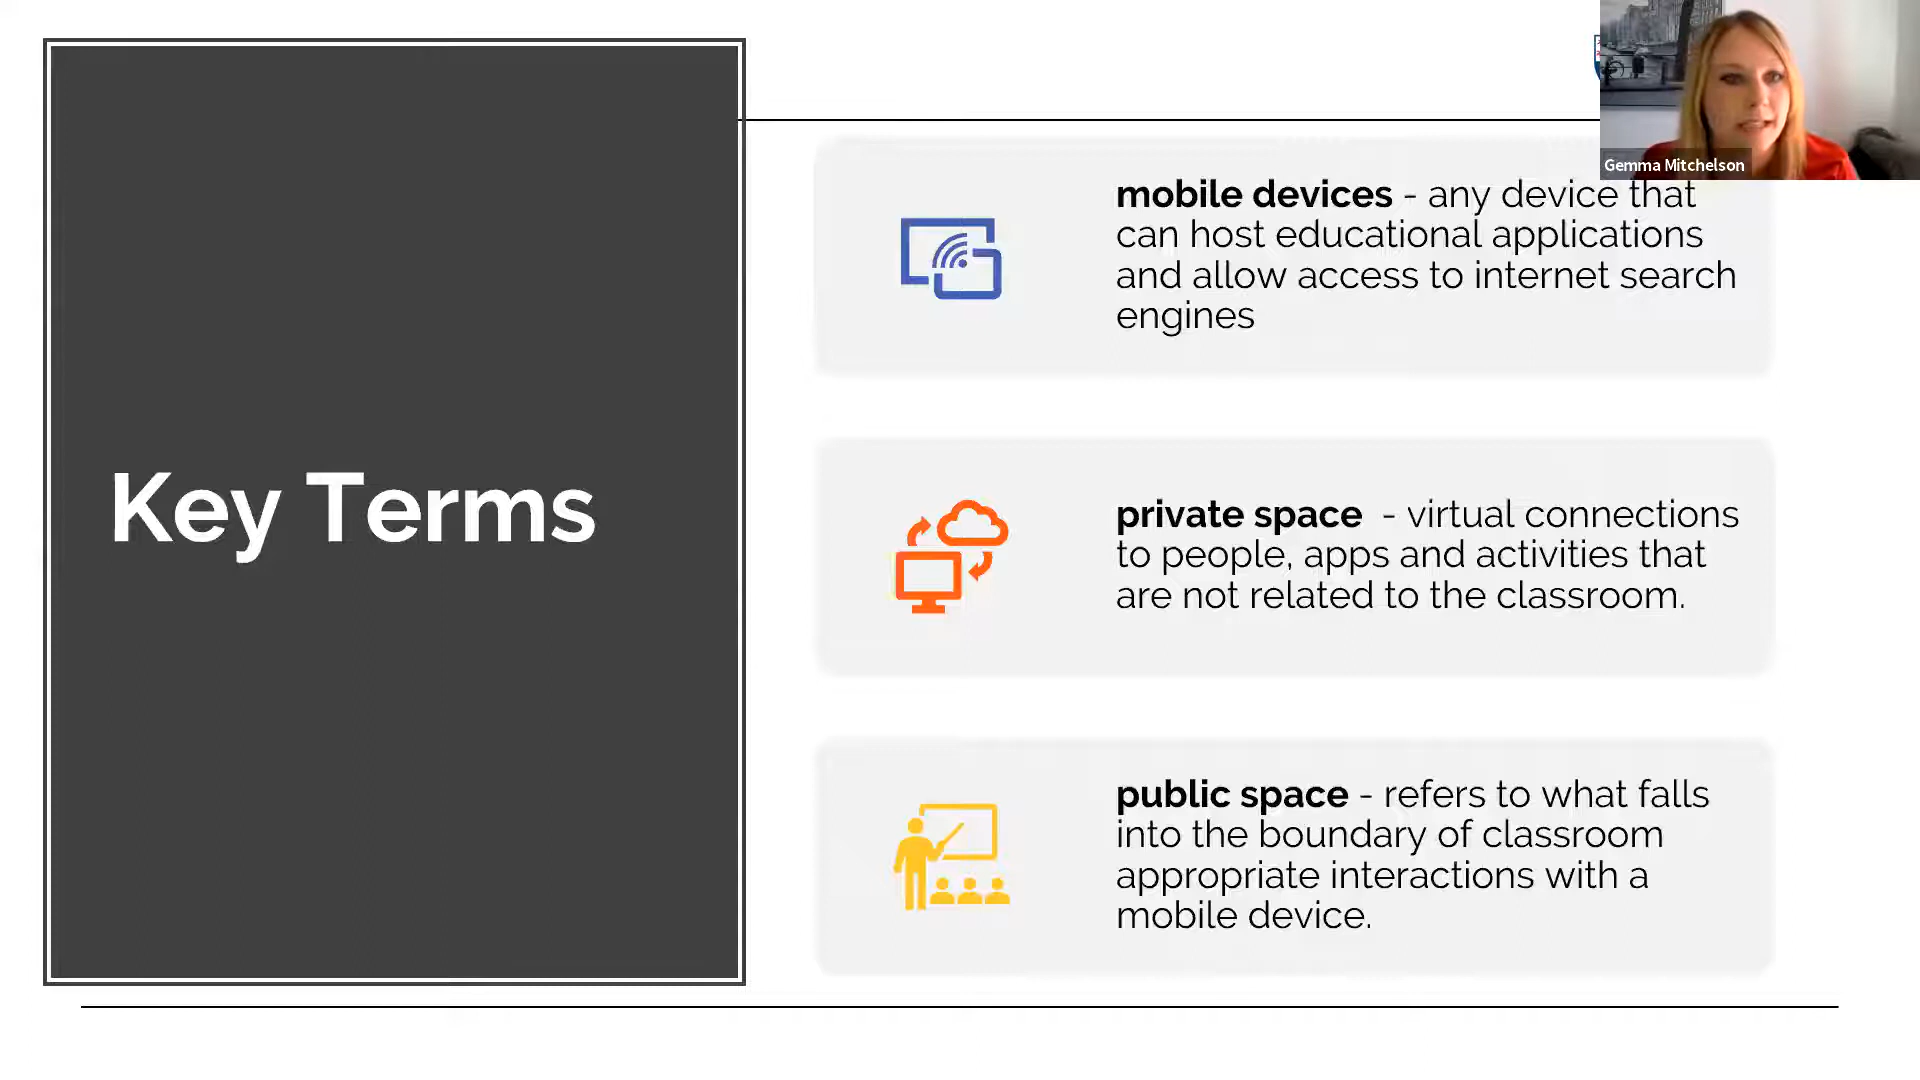 Gemma Mitchelson
Key Terms
mobile devices - any device that
can host educational applications
and allow access to internet search
engines
private space  - virtual connections
to people, apps and activities that
are not related to the classroom.
public space - refers to what falls
into the boundary of classroom
appropriate interactions with a
mobile device.